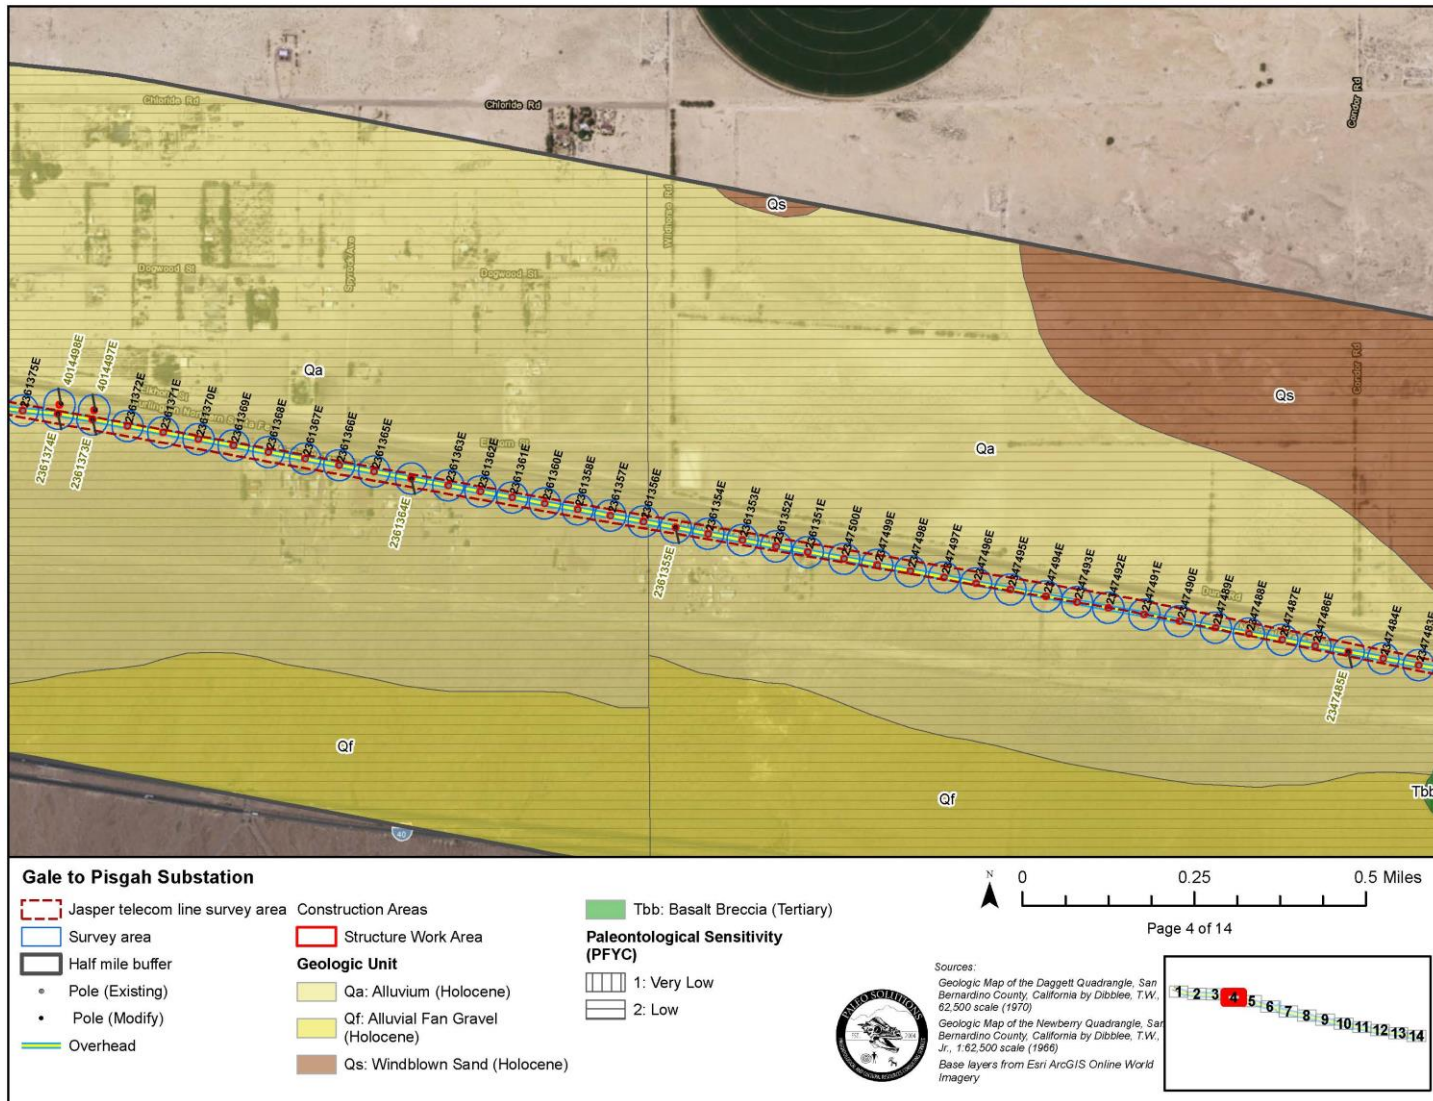 Chloride Rd
Chloride Rd
Condor Rd
Wildhorse Rd
Qs
Dogwood St
Dogwood St
Qa
Qs
Condor Rd
Qa
2361375E
4014498E
4014497E
2361372E
2361371E
2361370E
2361369E
2361368E
2361367E
2361366E
2361365E
2361363E
2361362E
2361361E
2361360E
2361358E
2361357E
2361356E
2361354E
2361353E
2361352E
2361351E
2347500E
2347499E
2347498E
2347497E
2347496E
2347495E
2347494E
2347493E
2347492E
2347491E
2347490E
2347489E
2347488E
2347487E
2347486E
2347484E
2347483E
2361374E
2361373E
2361364E
2361355E
2347485E
Qf
Qf
Tbb
40
Gale to Pisgah Substation
Jasper telecom line survey area
Survey area
Half mile buffer
Pole (Existing)
Pole (Modify)
Overhead
Construction Areas
Structure Work Area
Geologic Unit
Qa: Alluvium (Holocene)
Qf: Alluvial Fan Gravel
(Holocene)
Qs: Windblown Sand (Holocene)
Tbb: Basalt Breccia (Tertiary)
Paleontological Sensitivity
(PFYC)
1: Very Low
2: Low
N
0 0.25 0.5 Miles
Page 4 of 14
PALEO SOLUTIONS
Sources:
Geologic Map of the Daggett Quadrangle, San
Bernardino County, California by Dibblee, T.W.,
62,500 scale (1970)
Geologic Map of the Newberry Quadrangle, San
Bernardino County, California by Dibblee, T.W.,
Jr., 1:62,500 scale (1966)
Base layers from Esri ArcGIS Online World
Imagery
1 2 3 4 5 6 7 8 9 10 11 12 13 14